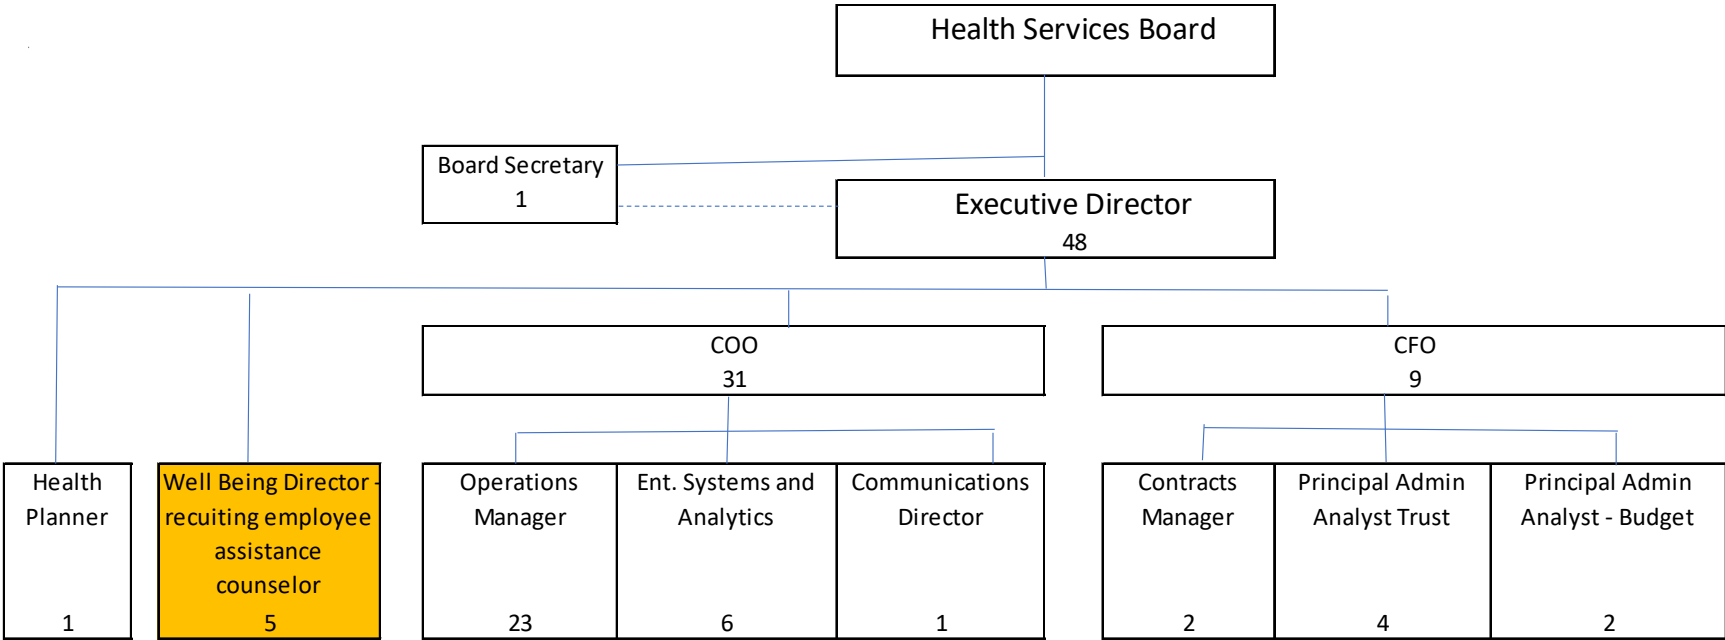 Health Services Board
Board Secretary
1
Executive Director
48
COO
31
CFO
9
Health
Planner
1
Well Being Director -
recuiting employee
assistance
counselor
5
Operations
Manager
23
Ent. Systems and
Analytics
6
Communications
Director
1
Contracts
Manager
2
Principal Admin
Analyst Trust
4
Principal Admin
Analyst - Budget
2